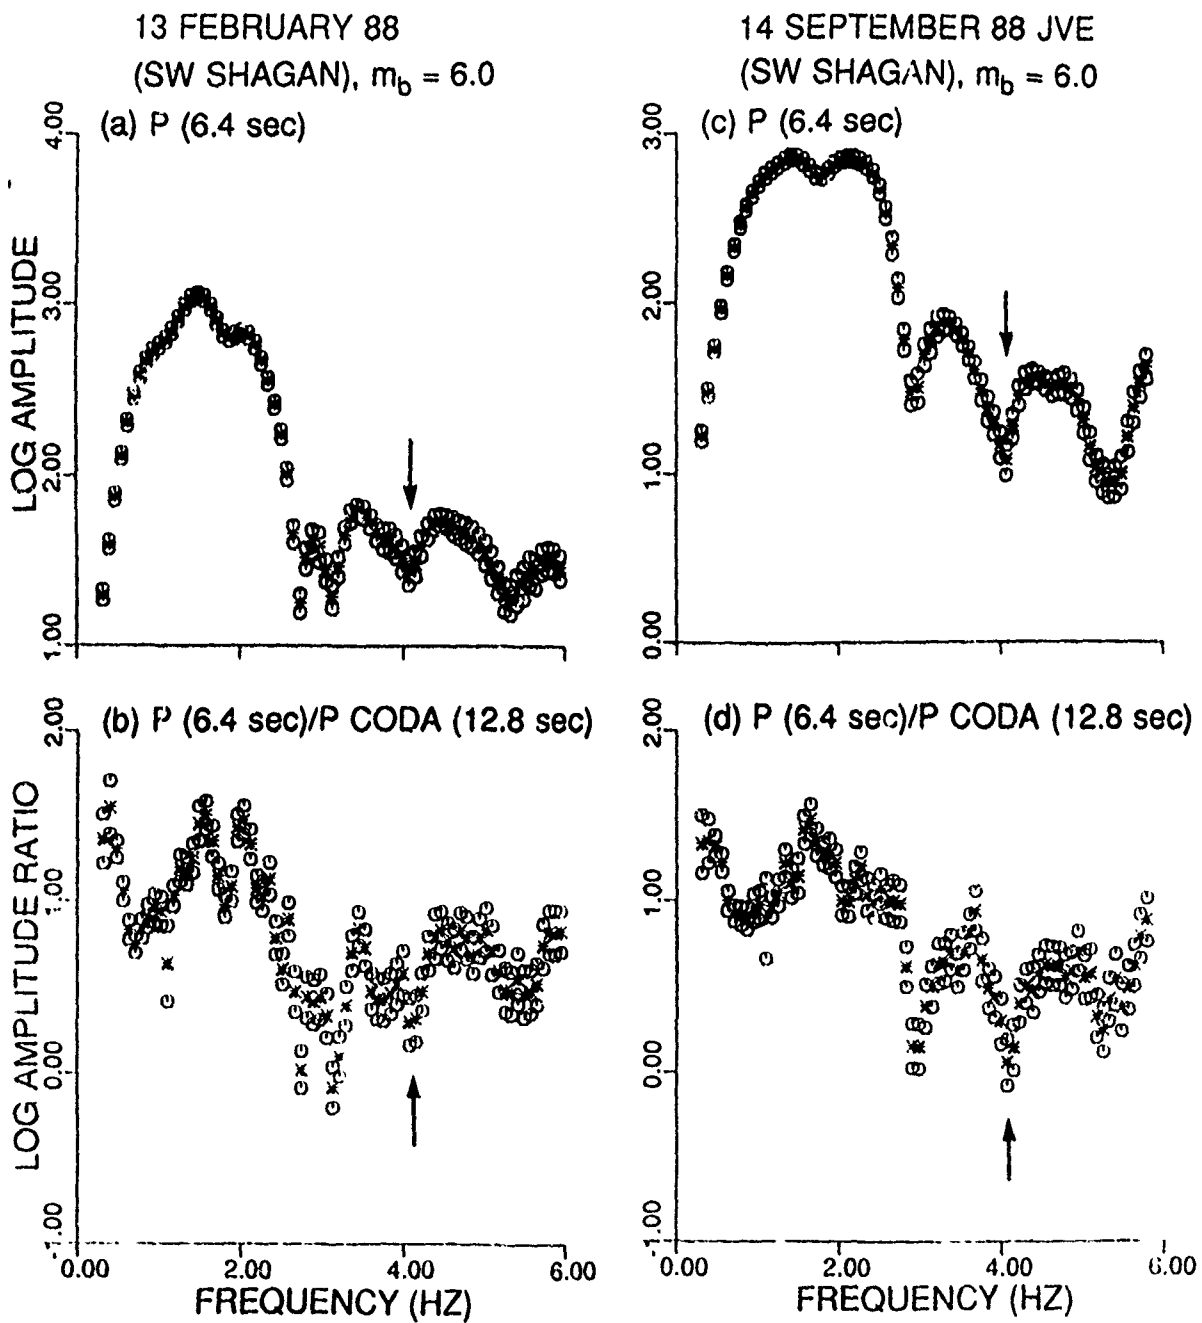 13 FEBRUARY 88
(SW SHAGAN), mb = 6.0
14 SEPTEMBER 88 JVE
(SW SHAGAN), mb = 6.0
(a) P (6.4 sec)
LOG AMPLITUDE
4.00
3.00
2.00
1.00
(c) P (6.4 sec)
3.00
2.00
1.00
0.00
(b) P (6.4 sec)/P CODA (12.8 sec)
LOG AMPLITUDE RATIO
2.00
1.00
0.00
-1.00
0.00 2.00 4.00 6.00
FREQUENCY (HZ)
(d) P (6.4 sec)/P CODA (12.8 sec)
2.00
1.00
0.00
-1.00
0.00 2.00 4.00 6.00
FREQUENCY (HZ)